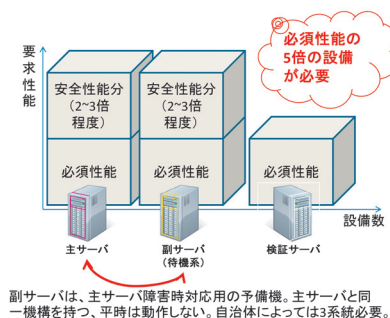 要求性能
必須性能の
5倍の設備
が必要
安全性能分
(2~3倍
程度)
安全性能分
(2~3倍
程度)
必須性能
必須性能
必須性能
設備数
主サーバ
副サーバ
(待機系)
検証サーバ
副サーバは、主サーバ障害時対応用の予備機。主サーバと同
一機構を持つ、平時は動作しない。自治体によっては3系統必要。